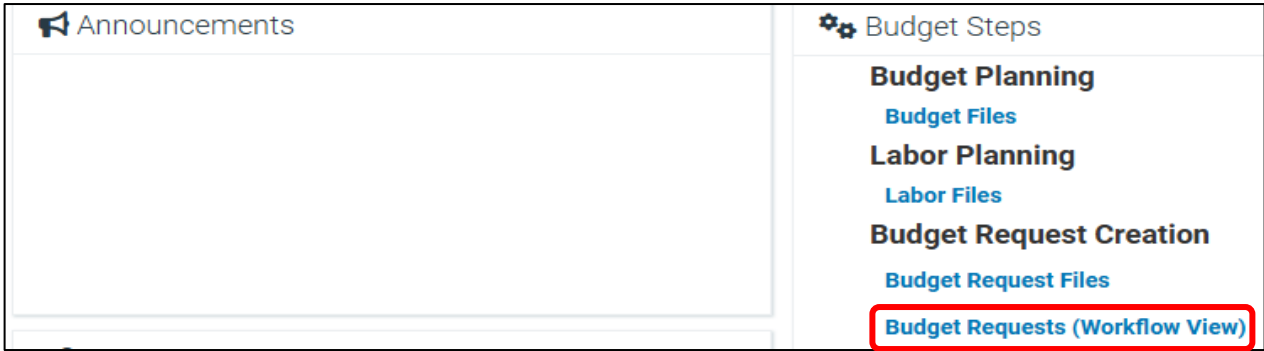 Announcements
Budget Steps
Budget Planning
Budget Files
Labor Planning
Labor Files
Budget Request Creation
Budget Request Files
Budget Requests (Workflow View)